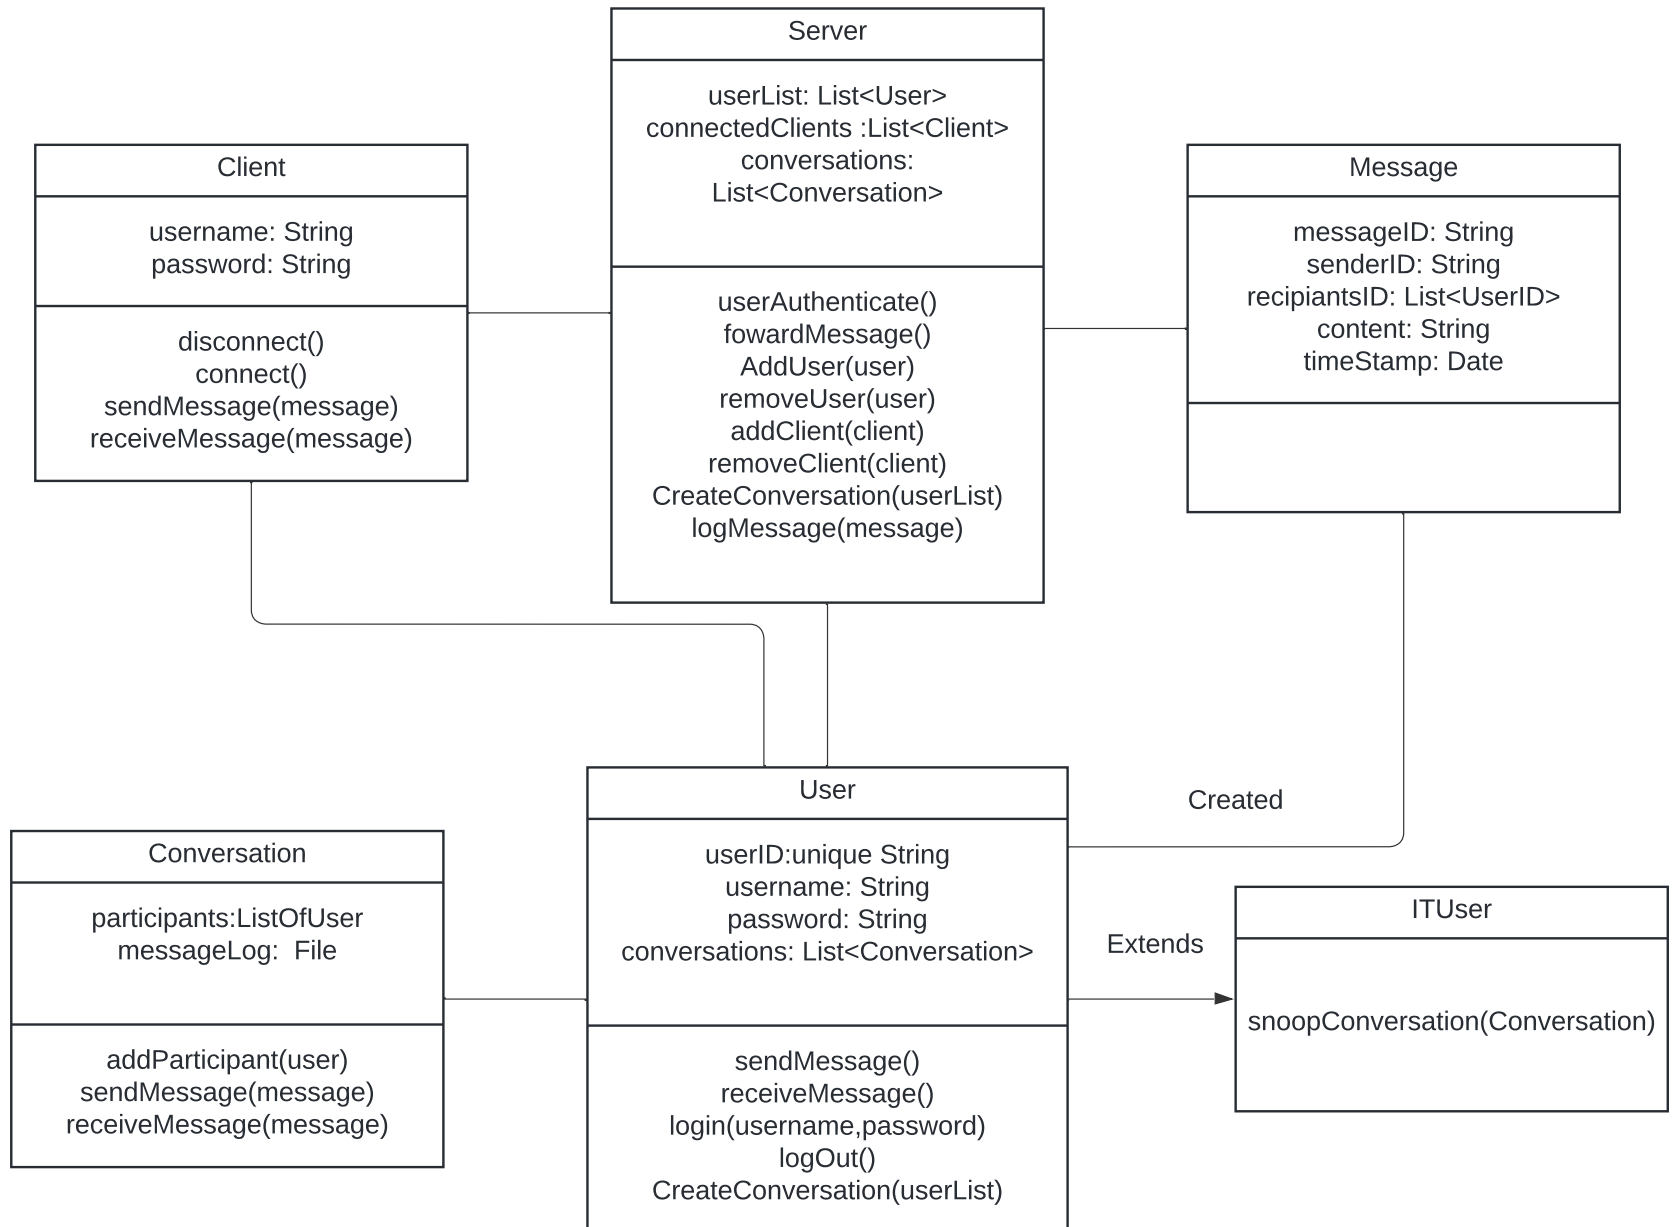 Server
userList: List<User>
connectedClients :List<Client>
conversations:
List<Conversation>
userAuthenticate()
fowardMessage()
AddUser(user)
removeUser(user)
addClient(client)
removeClient(client)
CreateConversation(userList)
logMessage(message)
Client
username: String
password: String
disconnect()
connect()
sendMessage(message)
receiveMessage(message)
Message
messageID: String
senderID: String
recipiantsID: List<UserID>
content: String
timeStamp: Date
Conversation
participants:ListOfUser
messageLog:  File
addParticipant(user)
sendMessage(message)
receiveMessage(message)
User
userID:unique String
username: String
password: String
conversations: List<Conversation>
sendMessage()
receiveMessage()
login(username,password)
logOut()
CreateConversation(userList)
Created
Extends
ITUser
snoopConversation(Conversation)